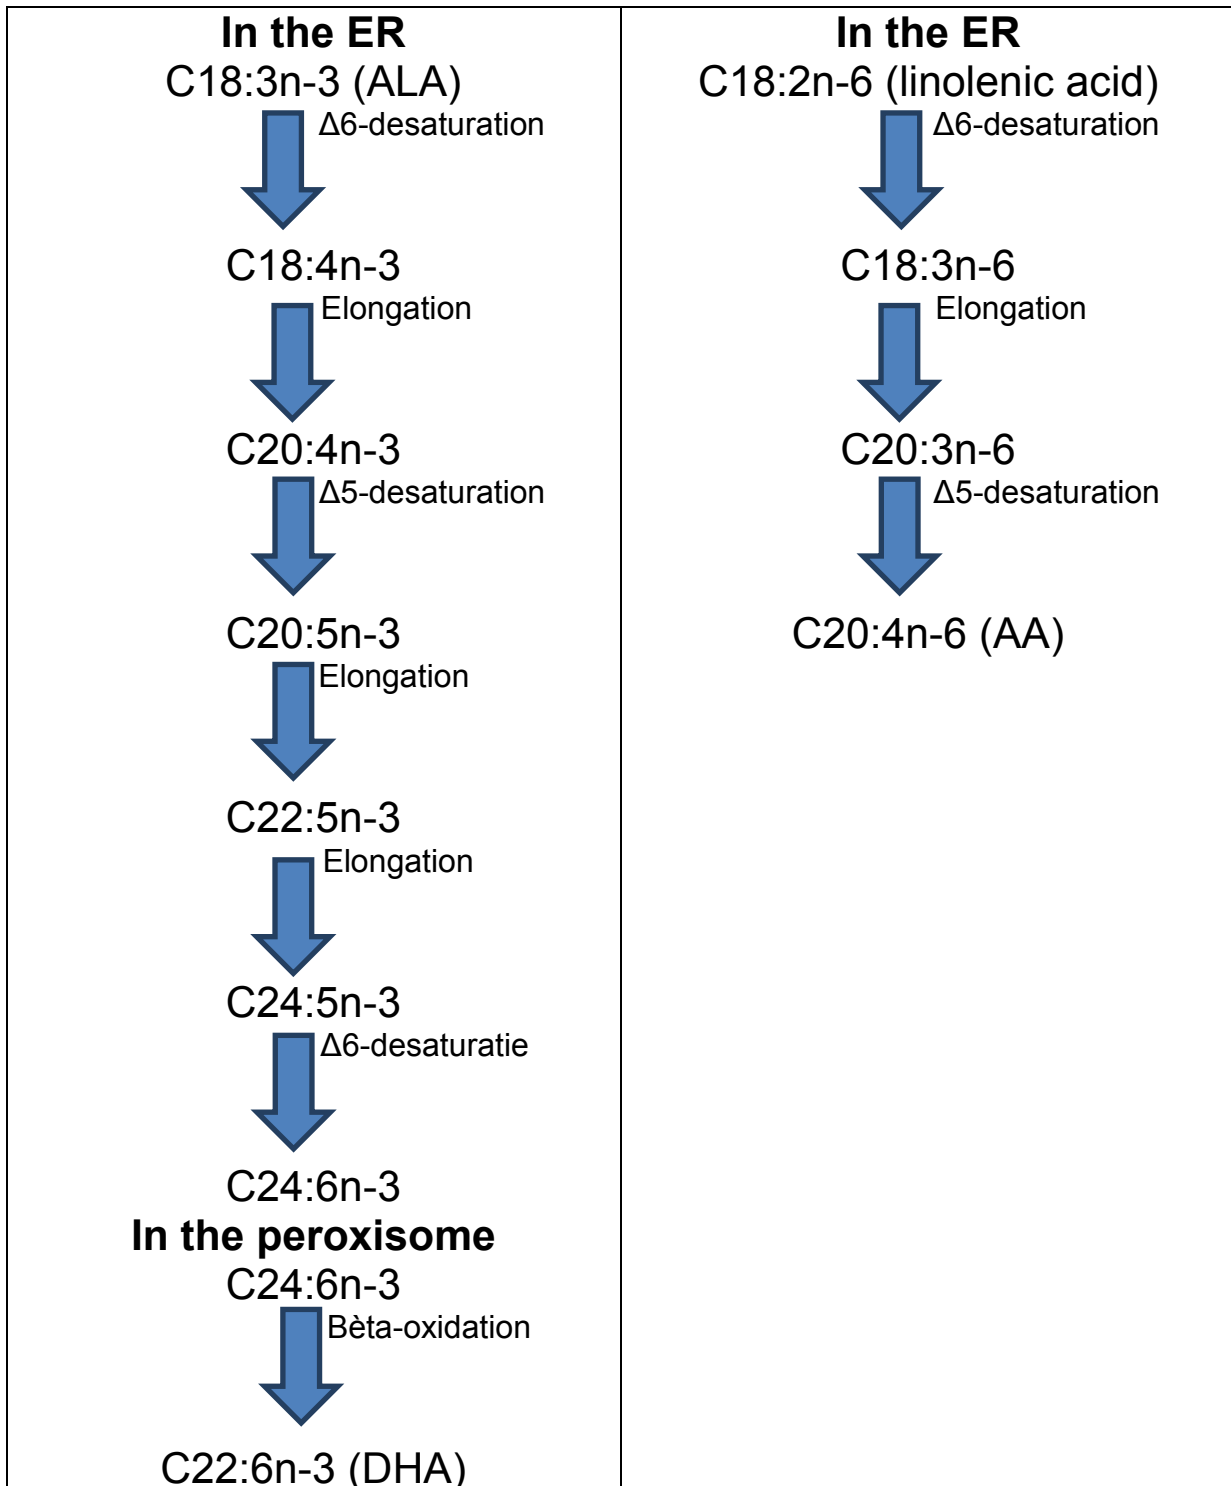 In the ER
C18:3n-3 (ALA)
Δ6-desaturation
C18:4n-3
Elongation
C20:4n-3
Δ5-desaturation
C20:5n-3
Elongation
C22:5n-3
Elongation
C24:5n-3
Δ6-desaturatie
C24:6n-3
In the peroxisome
C24:6n-3
Bèta-oxidation
C22:6n-3 (DHA)
In the ER
C18:2n-6 (linolenic acid)
Δ6-desaturation
C18:3n-6
Elongation
C20:3n-6
Δ5-desaturation
C20:4n-6 (AA)